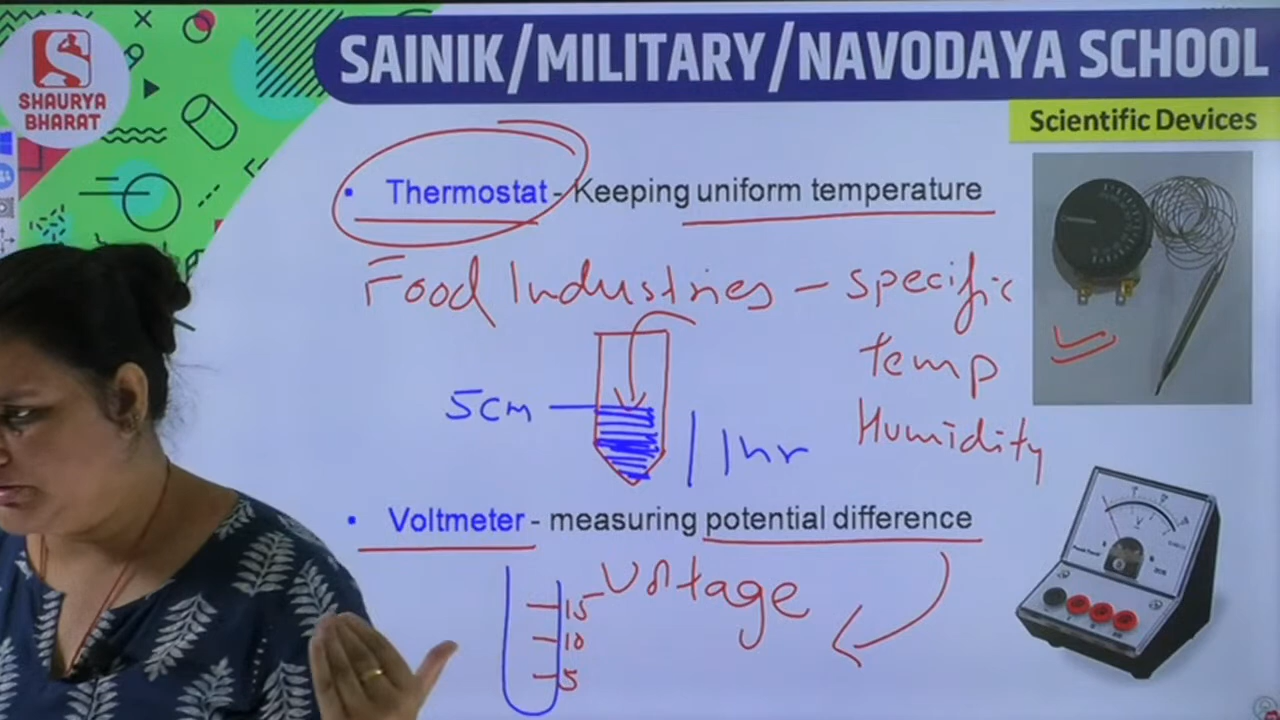 SHAURYA
BHARAT
SAINIK/MILITARY/NAVODAYA SCHOOL
Scientific Devices
• Thermostat - Keeping uniform temperature
Food Industries - specific
temp
Humidity
5cm
1hr
• Voltmeter - measuring potential difference
Voltage
15
10
5